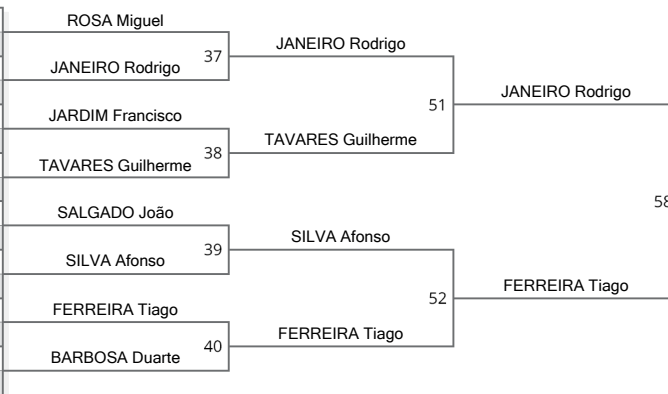 ROSA Miguel
37
JANEIRO Rodrigo
JANEIRO Rodrigo
JARDIM Francisco
38
TAVARES Guilherme
TAVARES Guilherme
51
JANEIRO Rodrigo
SALGADO João
39
SILVA Afonso
SILVA Afonso
FERREIRA Tiago
40
BARBOSA Duarte
FERREIRA Tiago
52
FERREIRA Tiago
58